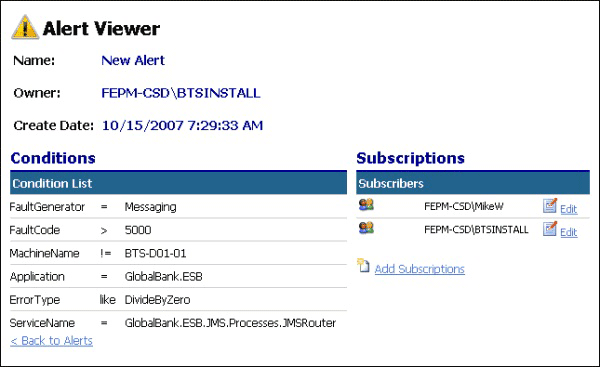 Alert Viewer
Name: New Alert
Owner: FEPM-CSD\BTSINSTALL
Create Date: 10/15/2007 7:29:33 AM
Conditions
Condition List
FaultGenerator = Messaging
FaultCode > 5000
MachineName != BTS-D01-01
Application = GlobalBank.ESB
ErrorType like DivideByZero
ServiceName = GlobalBank.ESB.JMS.Processes.JMSRouter
< Back to Alerts
Subscriptions
Subscribers
FEPM-CSD\MikeW Edit
FEPM-CSD\BTSINSTALL Edit
Add Subscriptions